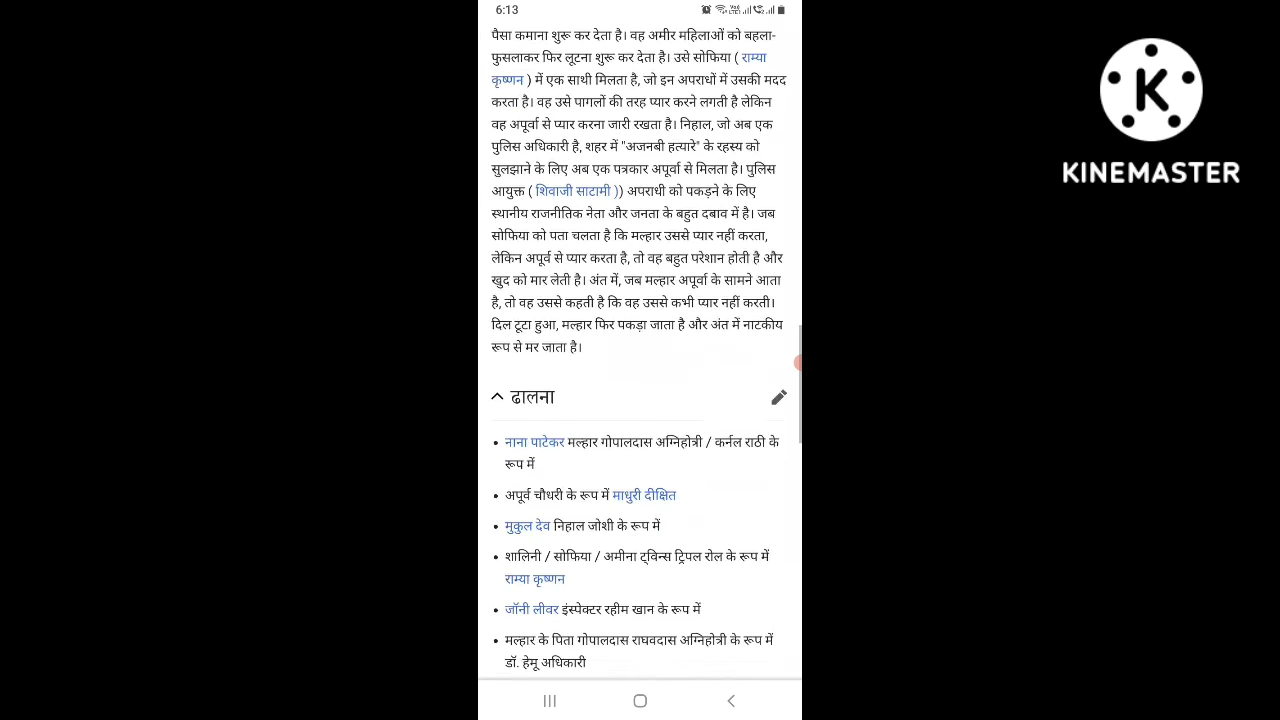 6:13
पैसा कमाना शुरू कर देता है। वह अमीर महिलाओं को बहला-
फुसलाकर फिर लूटना शुरू कर देता है। उसे सोफिया ( राम्या
कृष्णन ) में एक साथी मिलता है, जो इन अपराधों में उसकी मदद
करता है। वह उसे पागलों की तरह प्यार करने लगती है लेकिन
वह अपूर्वा से प्यार करना जारी रखता है। निहाल, जो अब एक
पुलिस अधिकारी है, शहर में "अजनबी हत्यारे" के रहस्य को
सुलझाने के लिए अब एक पत्रकार अपूर्वा से मिलता है। पुलिस
आयुक्त ( शिवाजी साटामी )) अपराधी को पकड़ने के लिए
स्थानीय राजनीतिक नेता और जनता के बहुत दबाव में है। जब
सोफिया को पता चलता है कि मल्हार उससे प्यार नहीं करता,
लेकिन अपूर्व से प्यार करता है, तो वह बहुत परेशान होती है और
खुद को मार लेती है। अंत में, जब मल्हार अपूर्वा के सामने आता
है, तो वह उससे कहती है कि वह उससे कभी प्यार नहीं करती।
दिल टूटा हुआ, मल्हार फिर पकड़ा जाता है और अंत में नाटकीय
रूप से मर जाता है।
ढालना
• नाना पाटेकर मल्हार गोपालदास अग्निहोत्री / कर्नल राठी के
रूप में
• अपूर्व चौधरी के रूप में माधुरी दीक्षित
• मुकुल देव निहाल जोशी के रूप में
• शालिनी / सोफिया / अमीना ट्विन्स ट्रिपल रोल के रूप में
राम्या कृष्णन
• जॉनी लीवर इंस्पेक्टर रहीम खान के रूप में
• मल्हार के पिता गोपालदास राघवदास अग्निहोत्री के रूप में
डॉ. हेमू अधिकारी
K
KINEMASTER